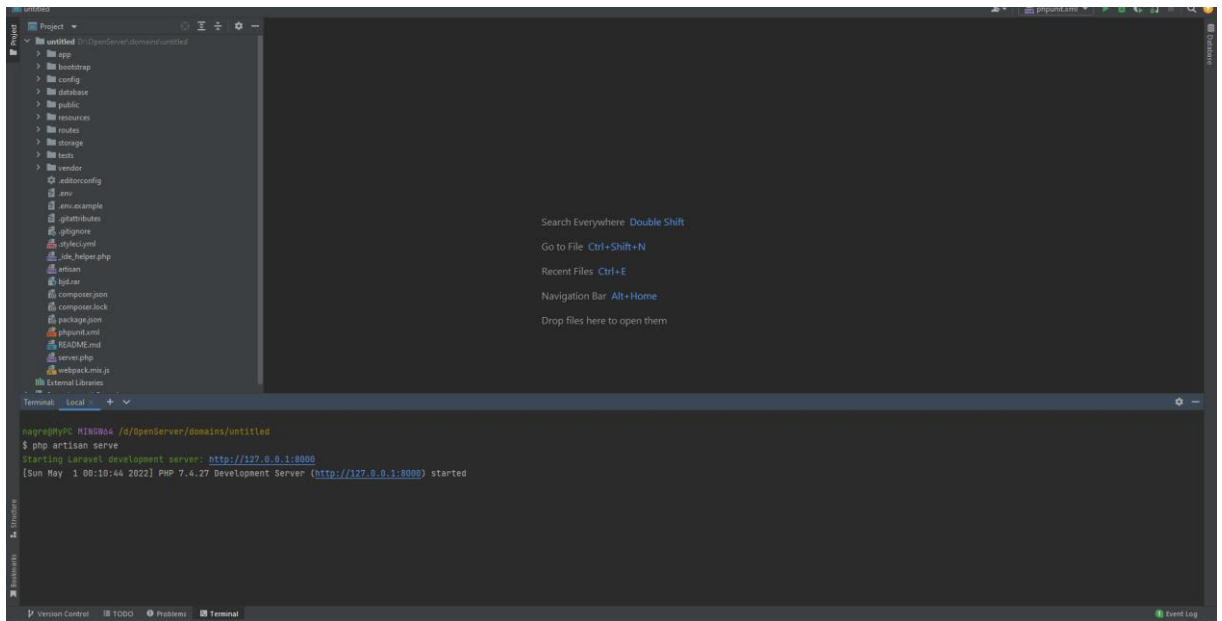 untitled
phpunit.xml
Project
Project
untitled D:\OpenServer\domains\untitled
app
bootstrap
config
database
public
resources
routes
storage
tests
vendor
.editorconfig
.env
.env.example
.gitattributes
.gitignore
.styleci.yml
_ide_helper.php
artisan
bjd.rar
composer.json
composer.lock
package.json
phpunit.xml
README.md
server.php
webpack.mix.js
External Libraries
Database
Search Everywhere Double Shift
Go to File Ctrl+Shift+N
Recent Files Ctrl+E
Navigation Bar Alt+Home
Drop files here to open them
Terminal: Local
nagre@MyPC MINGW64 /d/OpenServer/domains/untitled
$ php artisan serve
Starting Laravel development server: http://127.0.0.1:8000
[Sun May 1 00:10:44 2022] PHP 7.4.27 Development Server (http://127.0.0.1:8000) started
Structure
Bookmarks
Version Control TODO Problems Terminal
Event Log